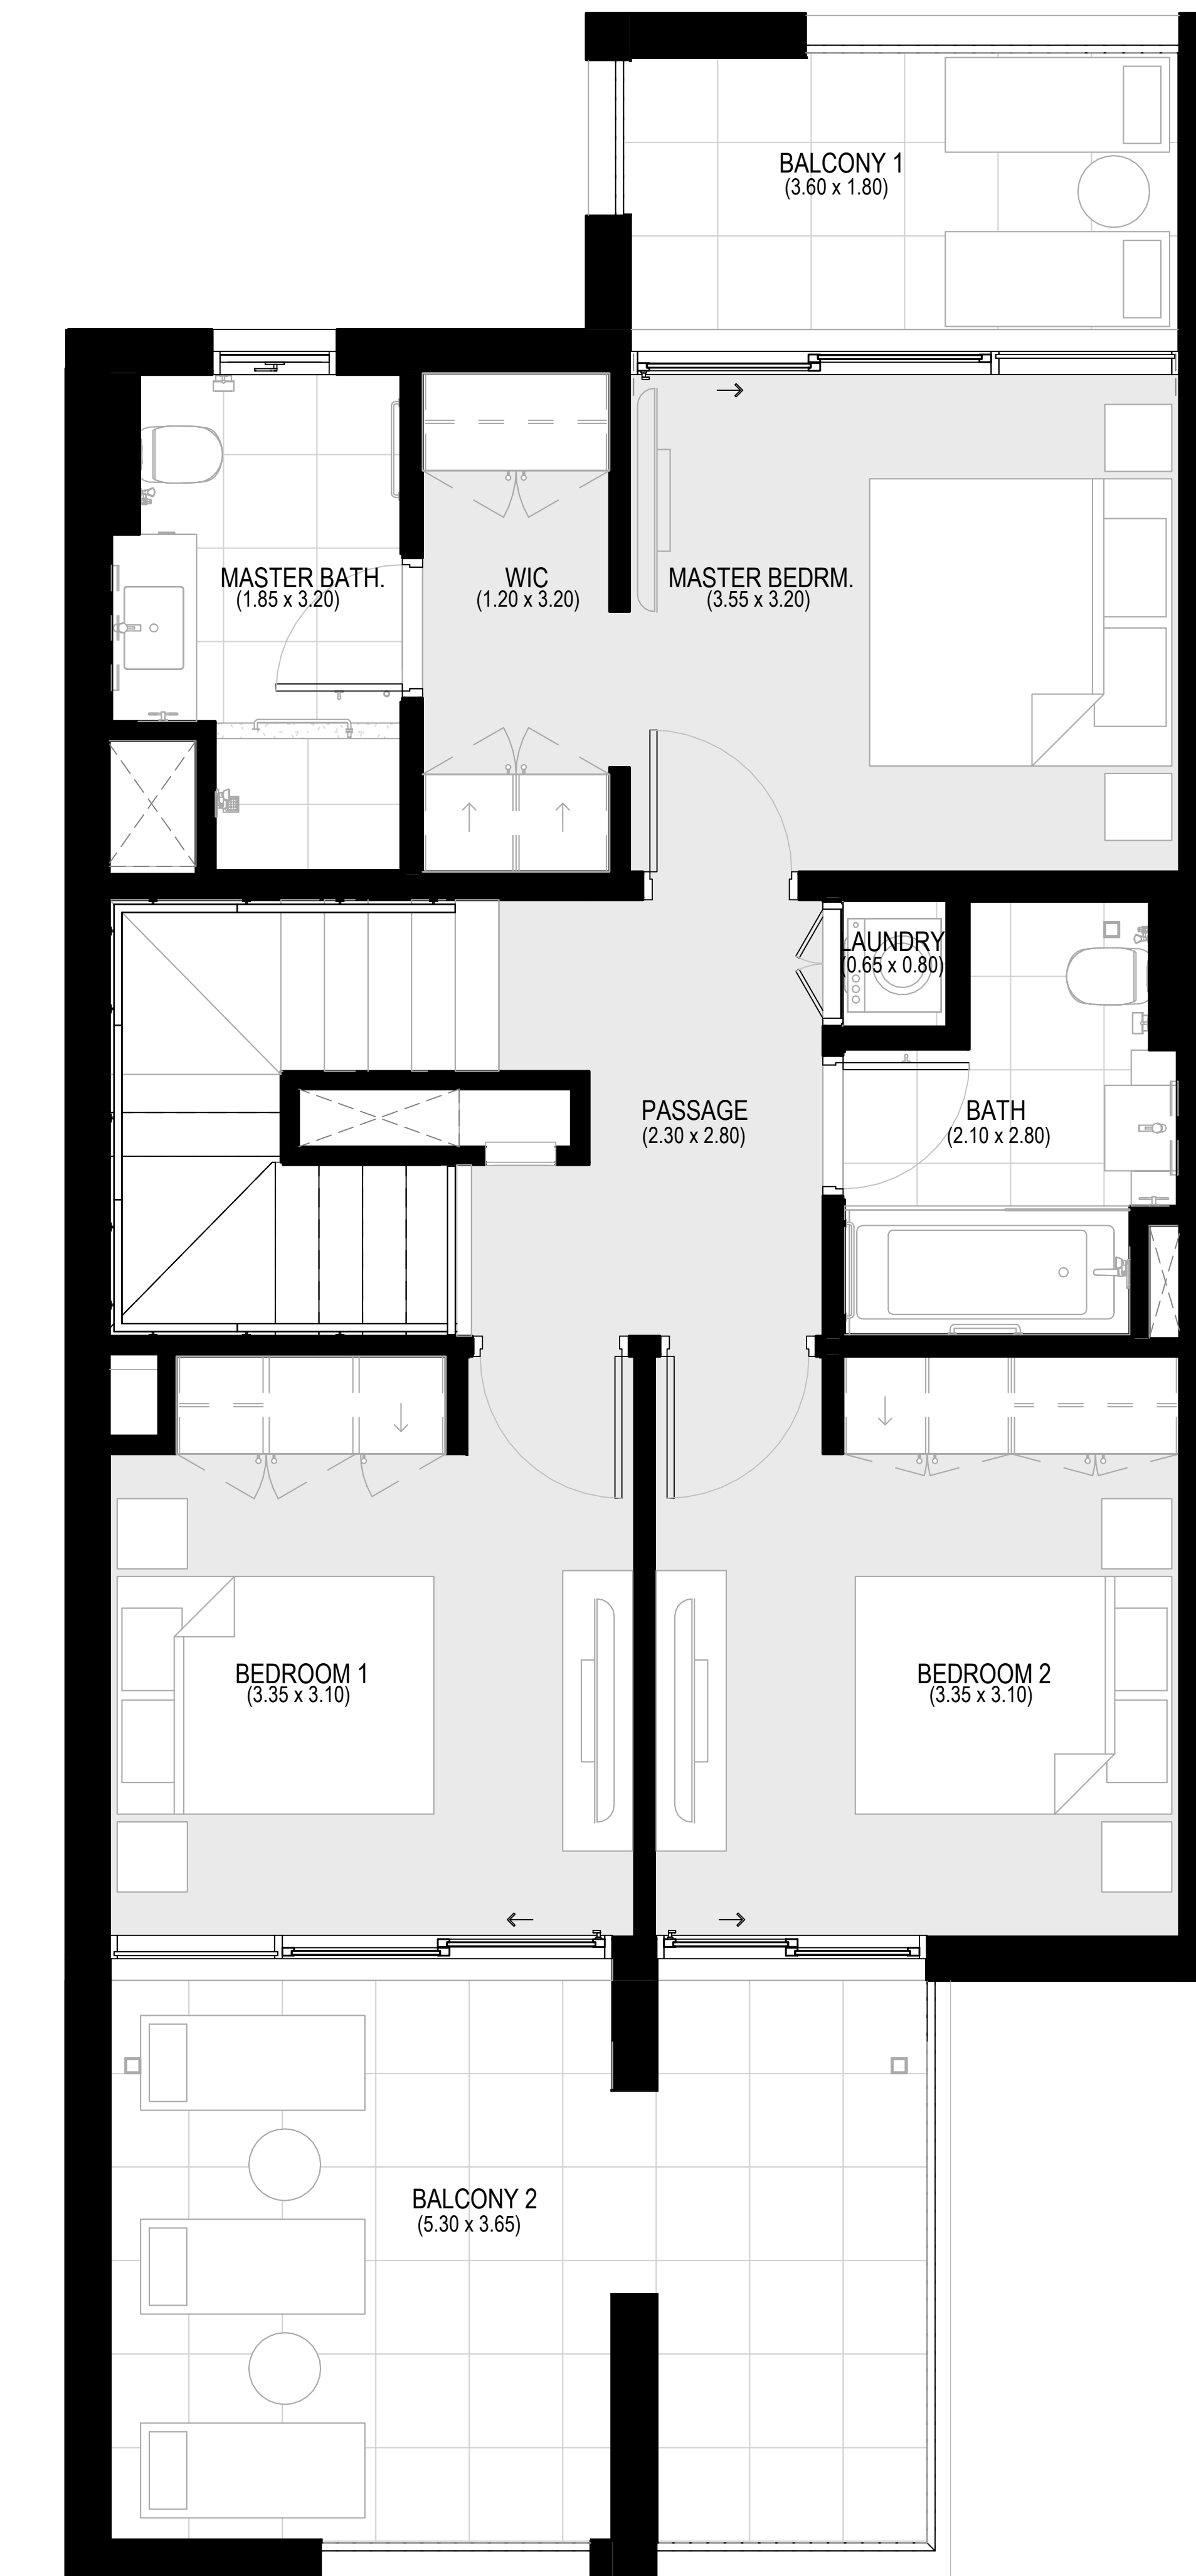 BALCONY 1
(3.60 x 1.80)
MASTER BATH.
(1.85 x 3.20)
WIC
(1.20 x 3.20)
MASTER BEDRM.
(3.55 x 3.20)
LAUNDRY
(0.65 x 0.80)
PASSAGE
(2.30 x 2.80)
BATH
(2.10 x 2.80)
BEDROOM 1
(3.35 x 3.10)
BEDROOM 2
(3.35 x 3.10)
BALCONY 2
(5.30 x 3.65)